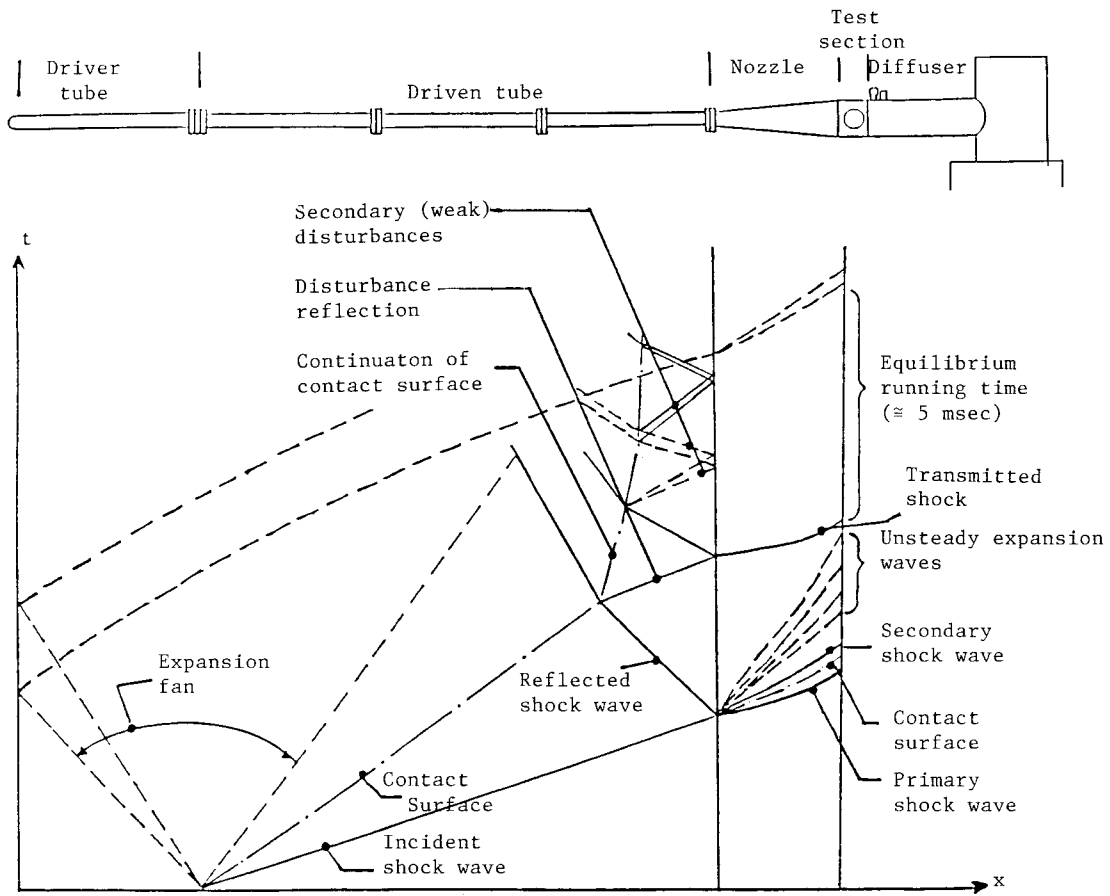 Test
section
Driver
tube
Driven tube
Nozzle
Diffuser
Secondary (weak)
disturbances
t
Disturbance
reflection
Continuaton of
contact surface
Equilibrium
running time
(≅ 5 msec)
Transmitted
shock
Unsteady expansion
waves
Expansion
fan
Reflected
shock wave
Secondary
shock wave
Contact
surface
Contact
Surface
Primary
shock wave
Incident
shock wave
x